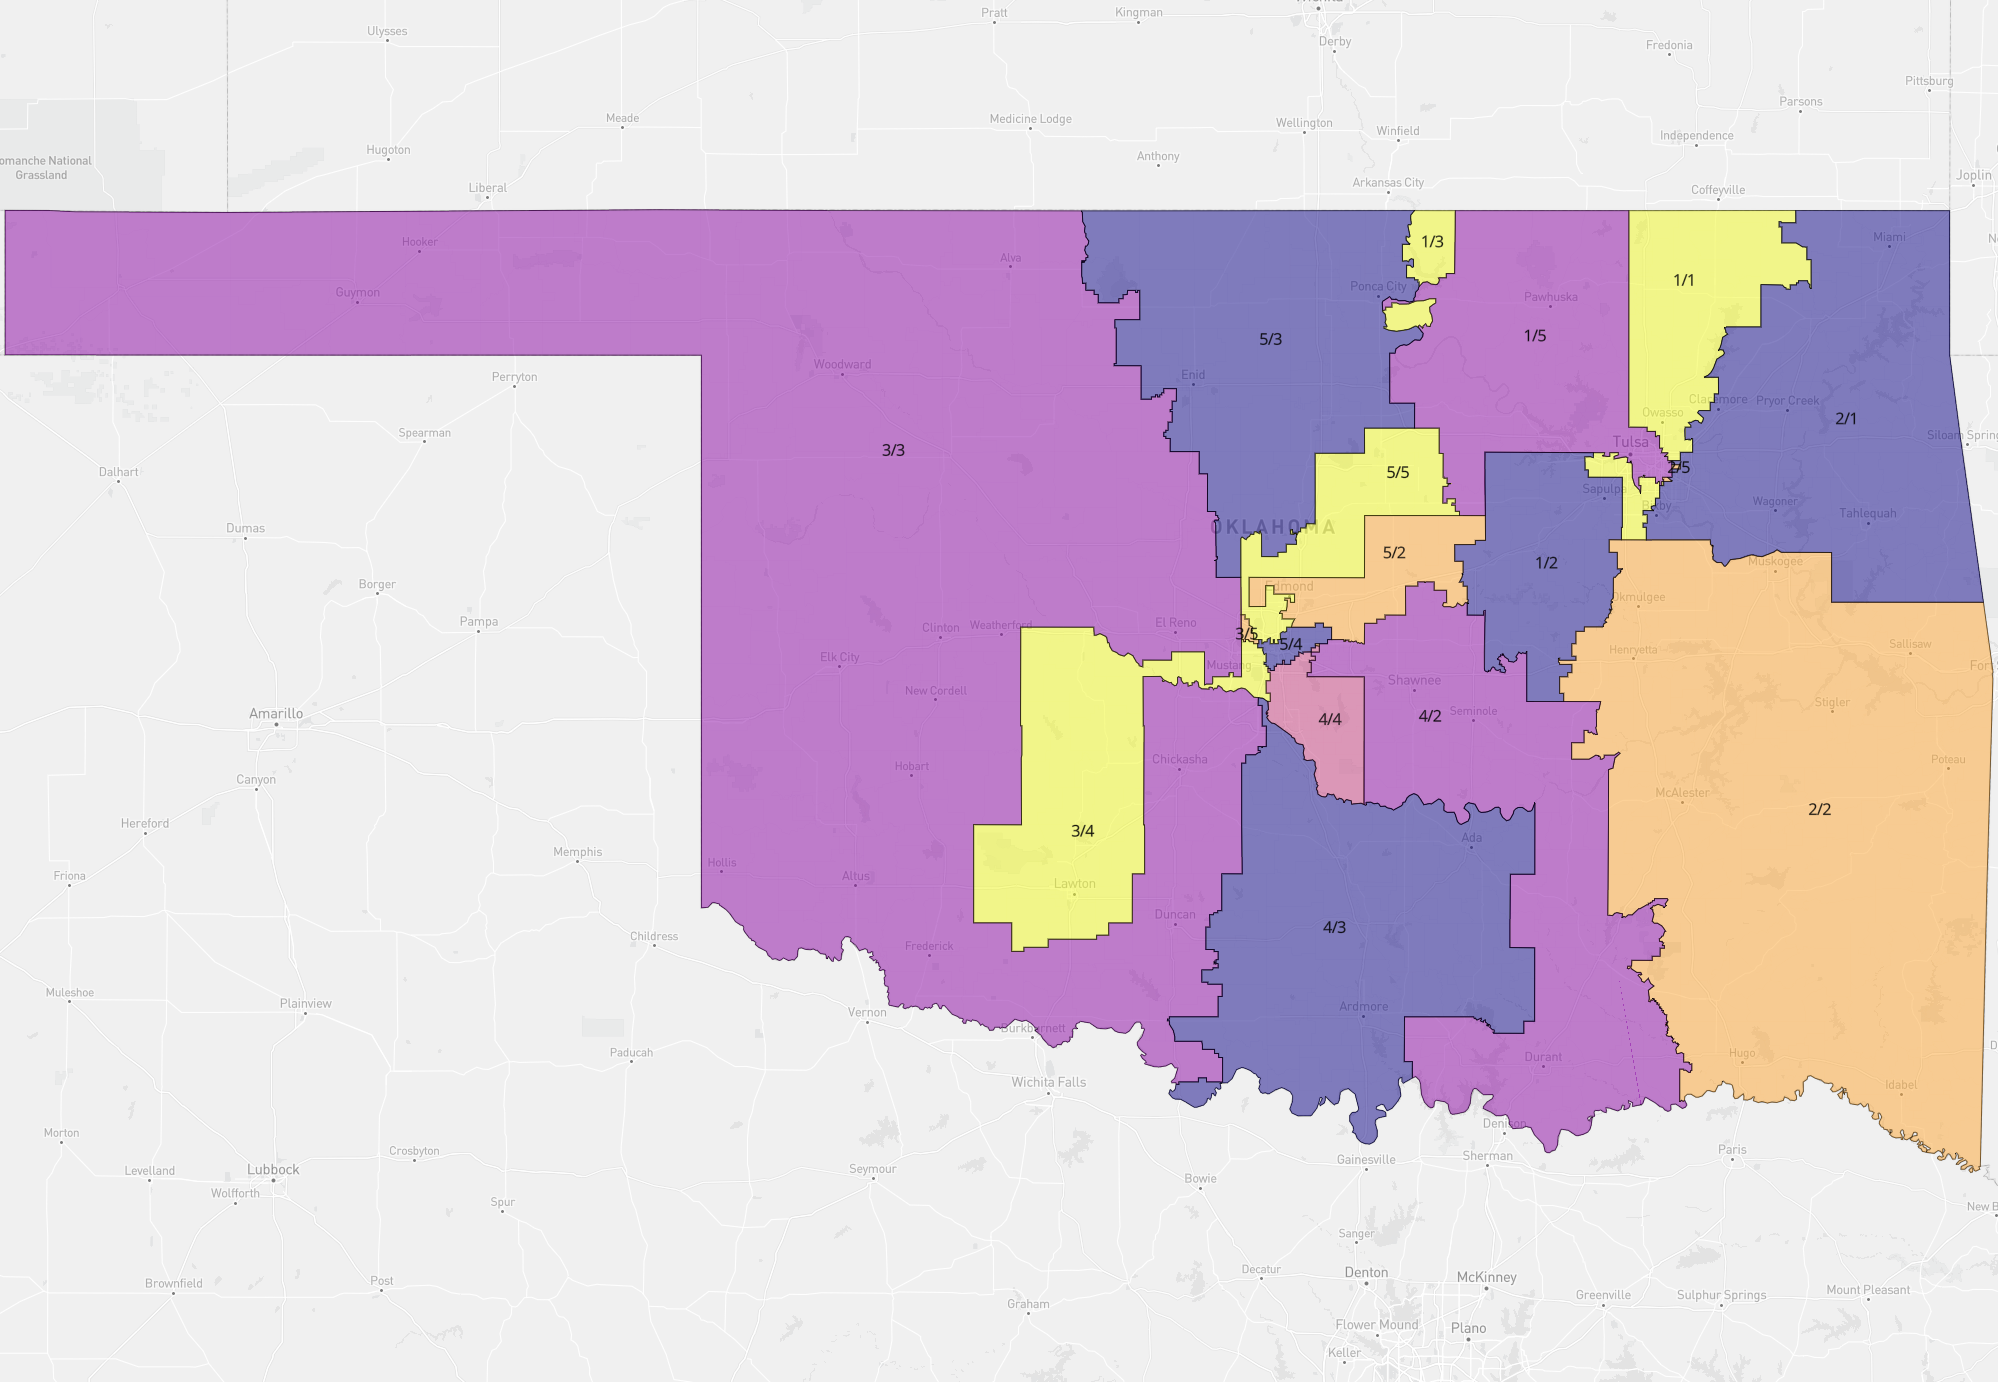 Pratt
Kingman
Ulysses
Derby
Fredonia
Pittsburg
Parsons
Meade
Medicine Lodge
Wellington
Winfield
Independence
Hugoton
Anthony
National
Grassland
Liberal
Arkansas City
Coffeyville
Joplin
Hooker
Alva
1/3
Miami
Guymon
Ponca City
Pawhuska
1/1
5/3
1/5
Woodward
Enid
Perryton
Pryor Creek
Owasso
2/1
Spearman
3/3
Tulsa
Siloam Spring
Dalhart
5/5
2/5
Sapulpa
Wagoner
Tahlequah
Dumas
OKLAHOMA
5/2
1/2
Muskogee
Borger
Edmond
Okmulgee
Pampa
Clinton
Weatherford
El Reno
3/5
5/4
Henryetta
Sallisaw
Elk City
Mustang
New Cordell
Shawnee
Seminole
Stigler
Amarillo
4/4
4/2
Hobart
Chickasha
Poteau
Canyon
McAlester
2/2
Hereford
3/4
Ada
Memphis
Hollis
Altus
Lawton
Friona
Duncan
4/3
Childress
Frederick
Muleshoe
Plainview
Vernon
Burkburnett
Ardmore
Paducah
Durant
Hugo
Wichita Falls
Idabel
Morton
Denison
Crosbyton
Gainesville
Sherman
Paris
Levelland
Lubbock
Seymour
Bowie
Wolfforth
Spur
Sanger
Brownfield
Post
Decatur
Denton
McKinney
Mount Pleasant
Graham
Greenville
Sulphur Springs
Flower Mound
Plano
Keller